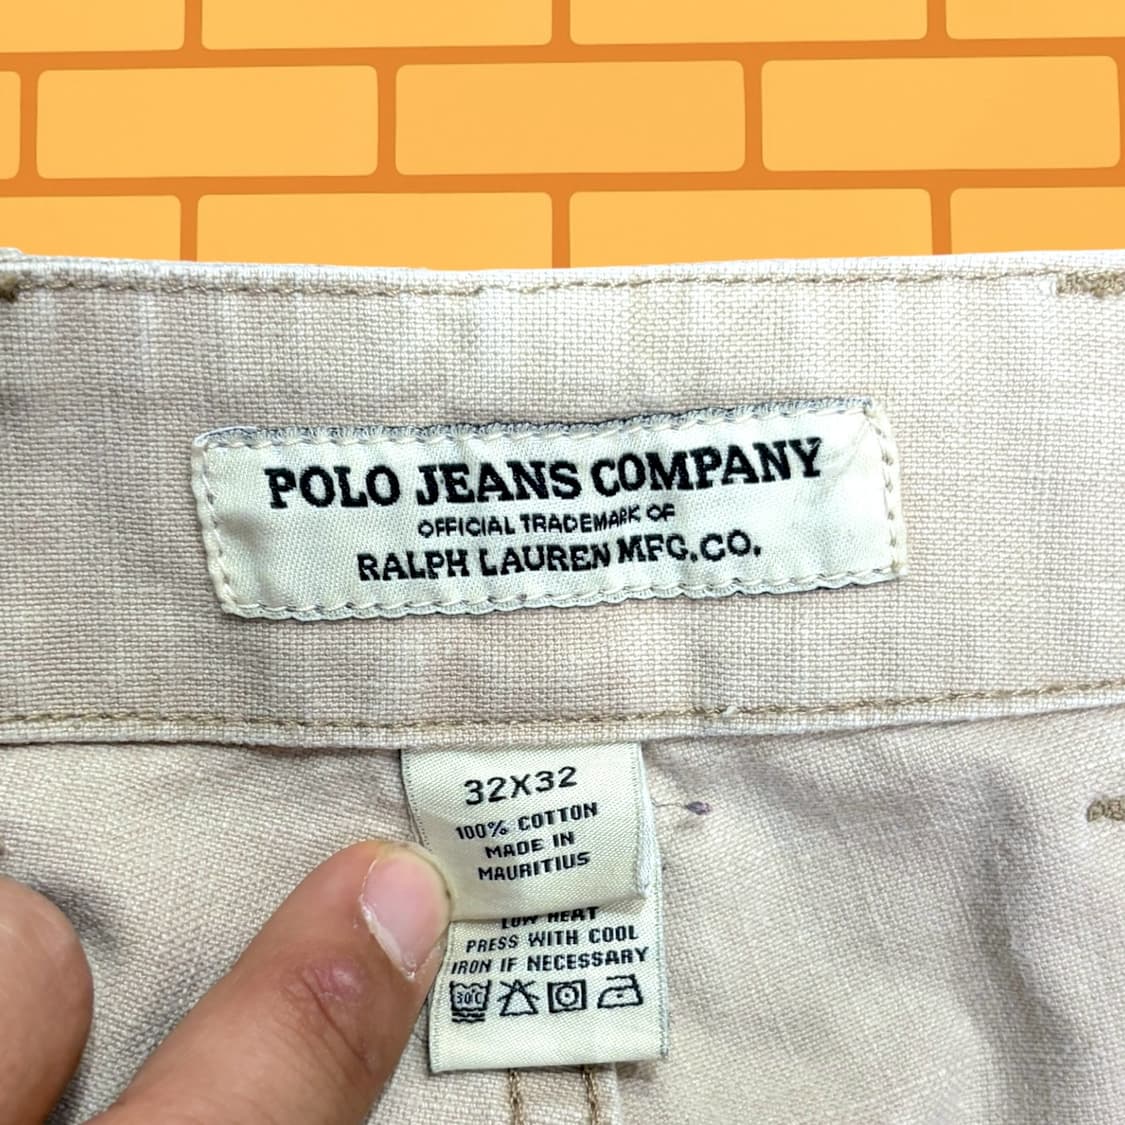 POLO JEANS COMPANY
OFFICIAL TRADEMARK OF
RALPH LAUREN MFG.CO.
32X32
100% COTTON
MADE IN
MAURITIUS
LOW HEAT
PRESS WITH COOL
IRON IF NECESSARY
30°C